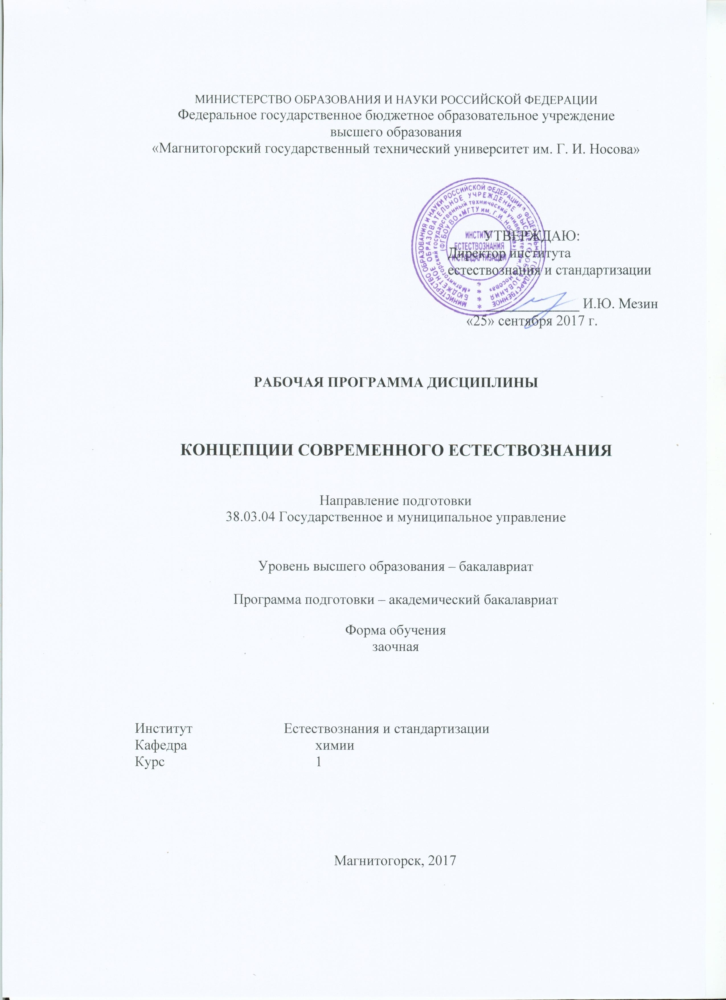 МИНИСТЕРСТВО ОБРАЗОВАНИЯ И НАУКИ РОССИЙСКОЙ ФЕДЕРАЦИИ
Федеральное государственное бюджетное образовательное учреждение
высшего образования
«Магнитогорский государственный технический университет им. Г. И. Носова»
МИНИСТЕРСТВО ОБРАЗОВАНИЯ И НАУКИ РОССИЙСКОЙ ФЕДЕРАЦИИ * ФЕДЕРАЛЬНОЕ ГОСУДАРСТВЕННОЕ
БЮДЖЕТНОЕ ОБРАЗОВАТЕЛЬНОЕ УЧРЕЖДЕНИЕ ВЫСШЕГО ОБРАЗОВАНИЯ
«Магнитогорский государственный технический университет им. Г.И. Носова»
(ФГБОУ ВО «МГТУ им. Г.И. Носова»)
ИНСТИТУТ
ЕСТЕСТВОЗНАНИЯ
И СТАНДАРТИЗАЦИИ
УТВЕРЖДАЮ:
Директор института
естествознания и стандартизации
И.Ю. Мезин
«25» сентября 2017 г.
РАБОЧАЯ ПРОГРАММА ДИСЦИПЛИНЫ
КОНЦЕПЦИИ СОВРЕМЕННОГО ЕСТЕСТВОЗНАНИЯ
Направление подготовки
38.03.04 Государственное и муниципальное управление
Уровень высшего образования – бакалавриат
Программа подготовки – академический бакалавриат
Форма обучения
заочная
Институт Естествознания и стандартизации
Кафедра химии
Курс 1
Магнитогорск, 2017